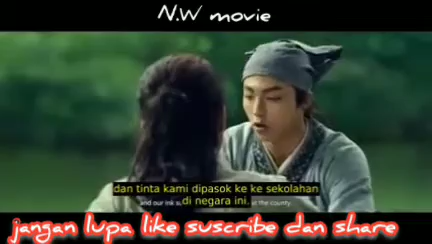 N.W movie
dan tinta kami dipasok ke ke sekolahan
and our ink s
di negara ini.
at the county.
jangan lupa like suscribe dan share